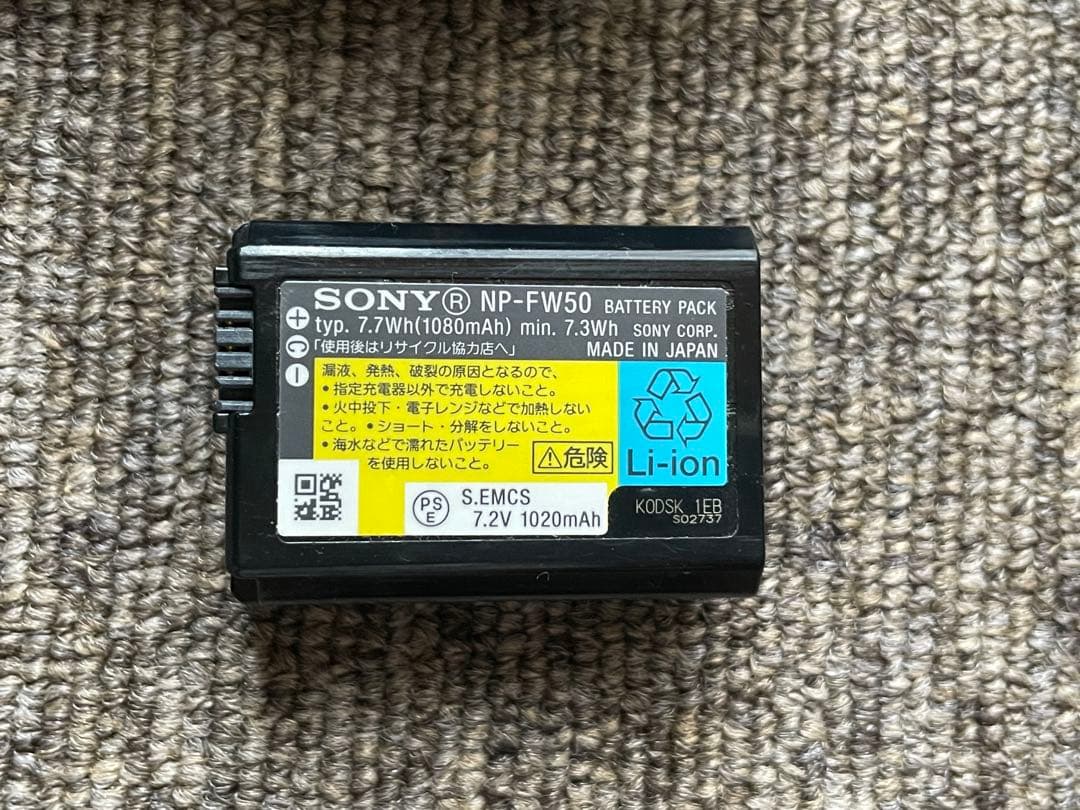 SONY® NP-FW50 BATTERY PACK
typ. 7.7Wh(1080mAh) min. 7.3Wh SONY CORP.
「使用後はリサイクル協力店へ」 MADE IN JAPAN
漏液、発熱、破裂の原因となるので、
•指定充電器以外で充電しないこと。
•火中投下・電子レンジなどで加熱しない
こと。•ショート・分解をしないこと。
•海水などで濡れたバッテリー
を使用しないこと。
⚠危険
Li-ion
PS
E
S.EMCS
7.2V 1020mAh
KODSK 1EB
S02737